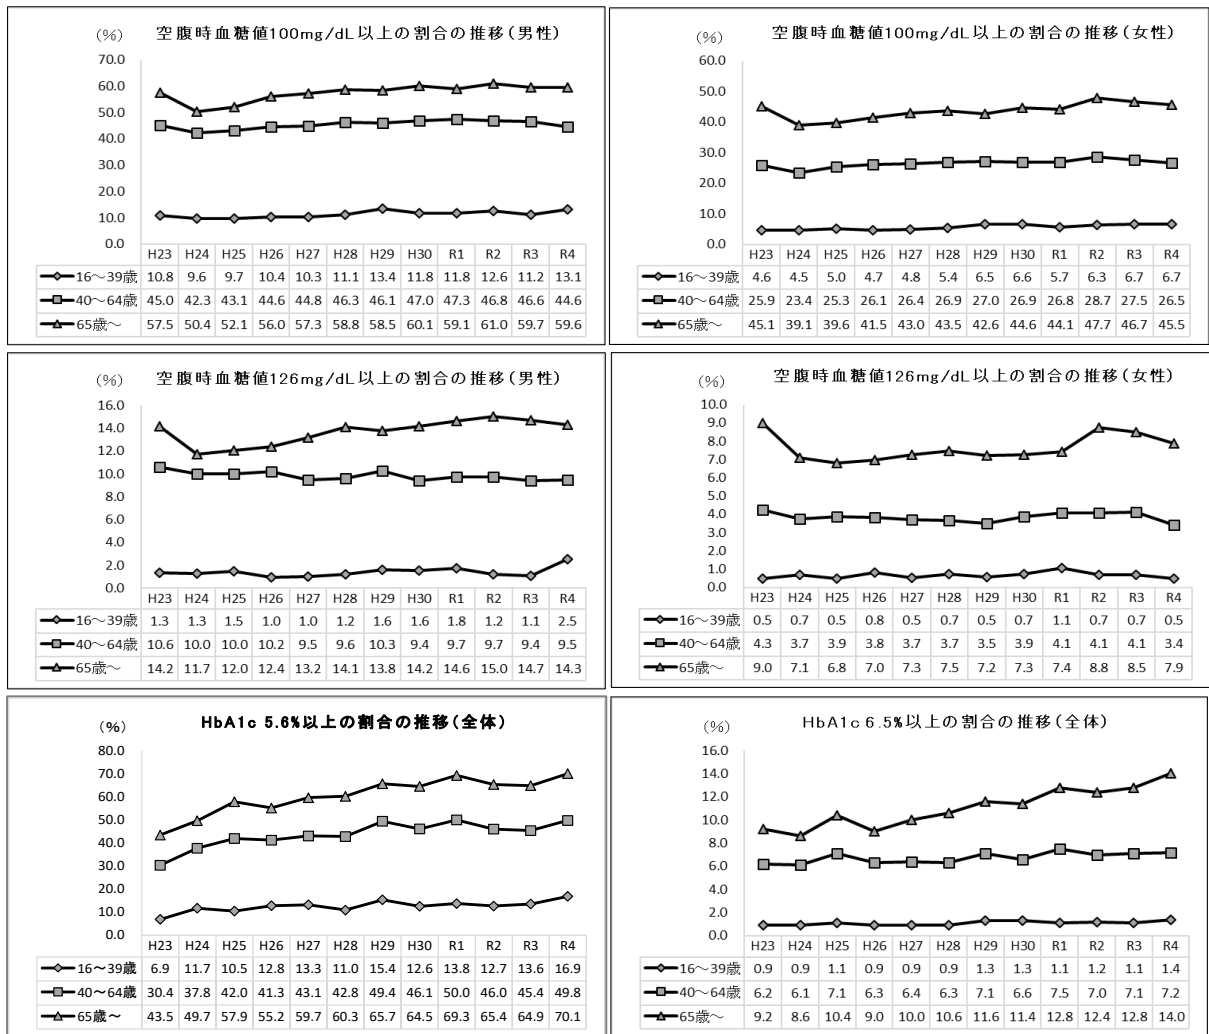 空腹時血糖値100mg/dL以上の割合の推移(男性)
(%)
70.0
60.0
50.0
40.0
30.0
20.0
10.0
0.0
H23 H24 H25 H26 H27 H28 H29 H30 R1 R2 R3 R4
16～39歳 10.8 9.6 9.7 10.4 10.3 11.1 13.4 11.8 11.8 12.6 11.2 13.1
40～64歳 45.0 42.3 43.1 44.6 44.8 46.3 46.1 47.0 47.3 46.8 46.6 44.6
65歳～ 57.5 50.4 52.1 56.0 57.3 58.8 58.5 60.1 59.1 61.0 59.7 59.6
空腹時血糖値100mg/dL以上の割合の推移(女性)
(%)
60.0
50.0
40.0
30.0
20.0
10.0
0.0
H23 H24 H25 H26 H27 H28 H29 H30 R1 R2 R3 R4
16～39歳 4.6 4.5 5.0 4.7 4.8 5.4 6.5 6.6 5.7 6.3 6.7 6.7
40～64歳 25.9 23.4 25.3 26.1 26.4 26.9 27.0 26.9 26.8 28.7 27.5 26.5
65歳～ 45.1 39.1 39.6 41.5 43.0 43.5 42.6 44.6 44.1 47.7 46.7 45.5
空腹時血糖値126mg/dL以上の割合の推移(男性)
(%)
16.0
14.0
12.0
10.0
8.0
6.0
4.0
2.0
0.0
H23 H24 H25 H26 H27 H28 H29 H30 R1 R2 R3 R4
16～39歳 1.3 1.3 1.5 1.0 1.0 1.2 1.6 1.6 1.8 1.2 1.1 2.5
40～64歳 10.6 10.0 10.0 10.2 9.5 9.6 10.3 9.4 9.7 9.7 9.4 9.5
65歳～ 14.2 11.7 12.0 12.4 13.2 14.1 13.8 14.2 14.6 15.0 14.7 14.3
空腹時血糖値126mg/dL以上の割合の推移(女性)
(%)
10.0
9.0
8.0
7.0
6.0
5.0
4.0
3.0
2.0
1.0
0.0
H23 H24 H25 H26 H27 H28 H29 H30 R1 R2 R3 R4
16～39歳 0.5 0.7 0.5 0.8 0.5 0.7 0.5 0.7 1.1 0.7 0.7 0.5
40～64歳 4.3 3.7 3.9 3.8 3.7 3.7 3.5 3.9 4.1 4.1 4.1 3.4
65歳～ 9.0 7.1 6.8 7.0 7.3 7.5 7.2 7.3 7.4 8.8 8.5 7.9
HbA1c 5.6%以上の割合の推移(全体)
(%)
80.0
70.0
60.0
50.0
40.0
30.0
20.0
10.0
0.0
H23 H24 H25 H26 H27 H28 H29 H30 R1 R2 R3 R4
16～39歳 6.9 11.7 10.5 12.8 13.3 11.0 15.4 12.6 13.8 12.7 13.6 16.9
40～64歳 30.4 37.8 42.0 41.3 43.1 42.8 49.4 46.1 50.0 46.0 45.4 49.8
65歳～ 43.5 49.7 57.9 55.2 59.7 60.3 65.7 64.5 69.3 65.4 64.9 70.1
HbA1c 6.5%以上の割合の推移(全体)
(%)
16.0
14.0
12.0
10.0
8.0
6.0
4.0
2.0
0.0
H23 H24 H25 H26 H27 H28 H29 H30 R1 R2 R3 R4
16～39歳 0.9 0.9 1.1 0.9 0.9 0.9 1.3 1.3 1.1 1.2 1.1 1.4
40～64歳 6.2 6.1 7.1 6.3 6.4 6.3 7.1 6.6 7.5 7.0 7.1 7.2
65歳～ 9.2 8.6 10.4 9.0 10.0 10.6 11.6 11.4 12.8 12.4 12.8 14.0